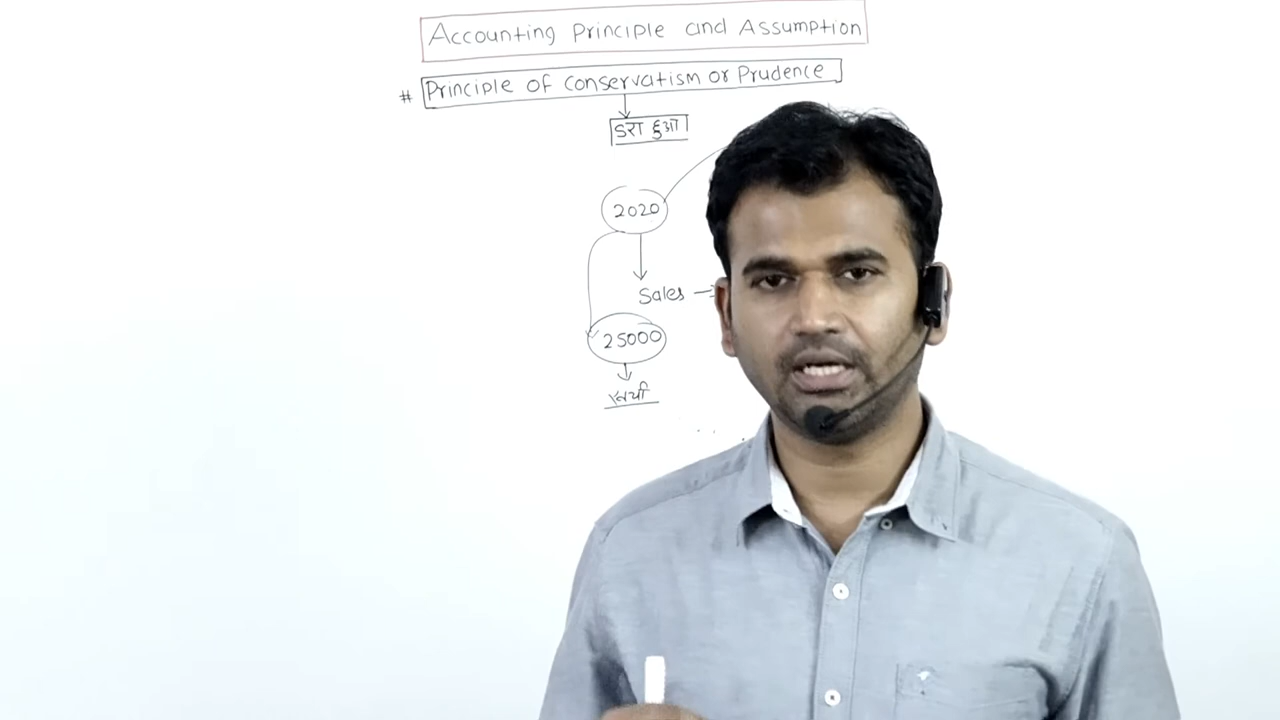 Accounting Principle and Assumption
# Principle of Conservatism or Prudence
डरा हुआ
2020
Sales
25000
खर्चा